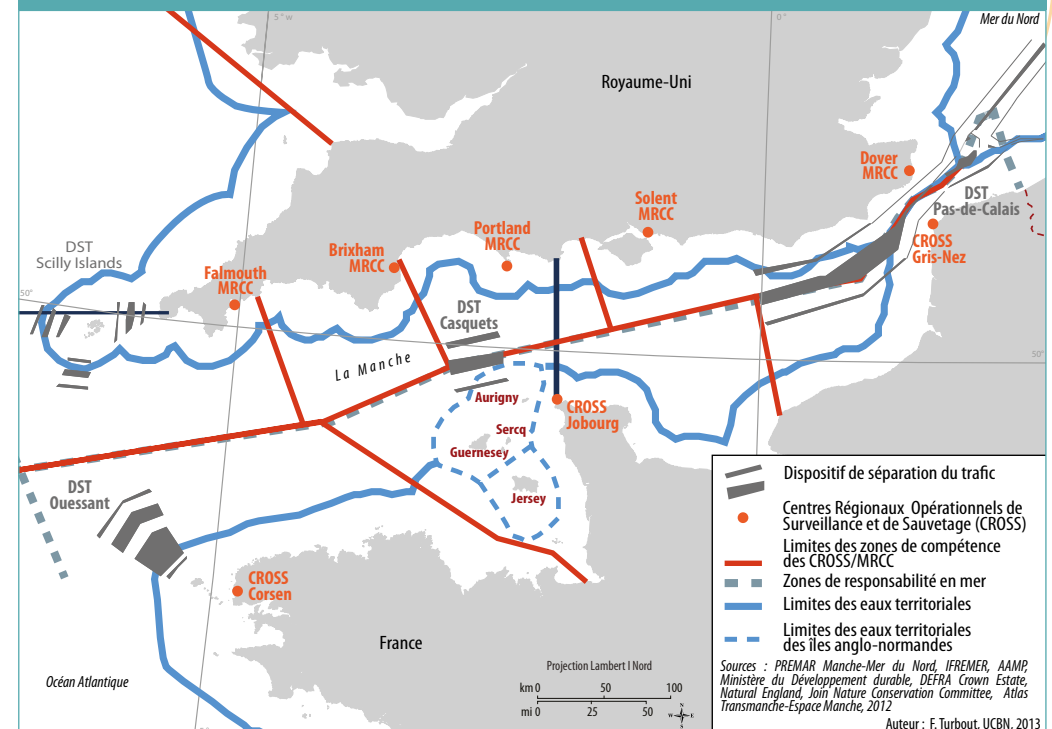 5° w
0°
Mer du Nord
Royaume-Uni
Dover
MRCC
DST
Pas-de-Calais
Solent
MRCC
Portland
MRCC
CROSS
Gris-Nez
DST
Scilly Islands
Brixham
MRCC
Falmouth
MRCC
50°
DST
Casquets
50°
La Manche
Aurigny
CROSS
Jobourg
Sercq
Guernesey
Jersey
DST
Ouessant
CROSS
Corsen
France
Océan Atlantique
Projection Lambert I Nord
km 0 50 100
mi 0 25 50
N
W E
S
Dispositif de séparation du trafic
Centres Régionaux Opérationnels de
Surveillance et de Sauvetage (CROSS)
Limites des zones de compétence
des CROSS/MRCC
Zones de responsabilité en mer
Limites des eaux territoriales
Limites des eaux territoriales
des îles anglo-normandes
Sources : PREMAR Manche-Mer du Nord, IFREMER, AAMP,
Ministère du Développement durable, DEFRA Crown Estate,
Natural England, Join Nature Conservation Committee, Atlas
Transmanche-Espace Manche, 2012
Auteur : F. Turbout, UCBN, 2013